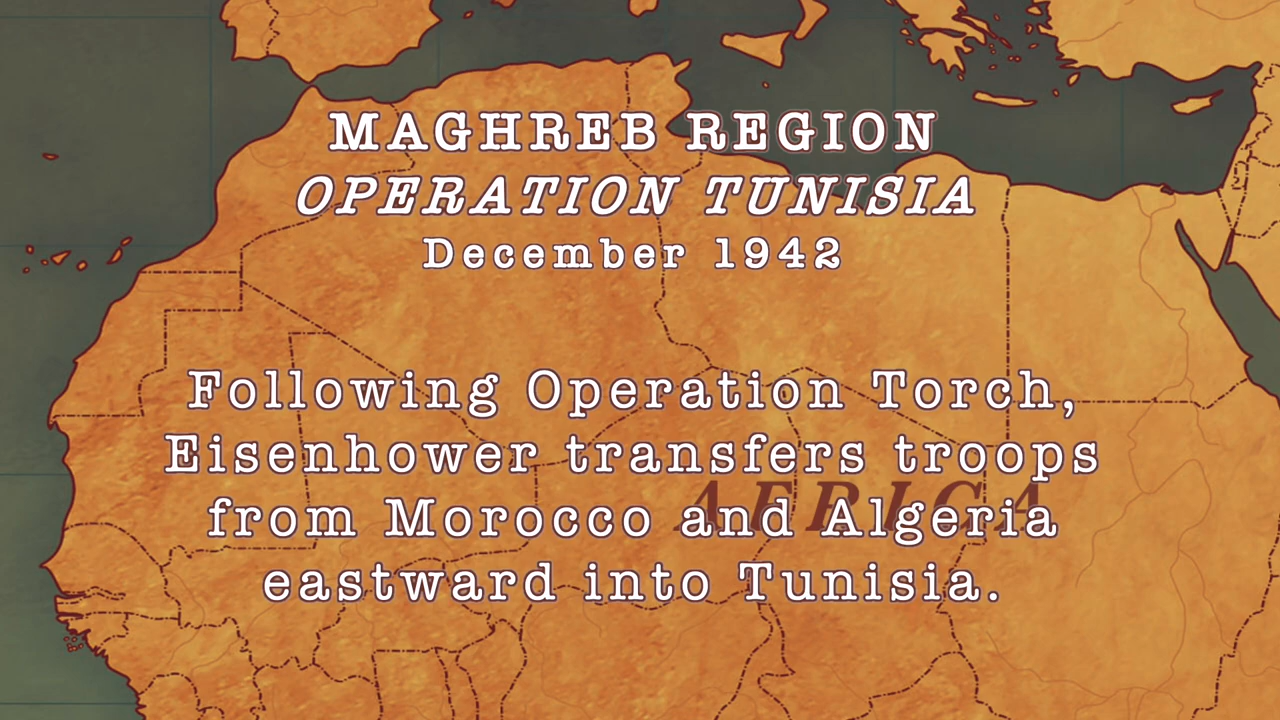 MAGHREB REGION
OPERATION TUNISIA
December 1942
Following Operation Torch,
Eisenhower transfers troops
AFRICA
from Morocco and Algeria
eastward into Tunisia.